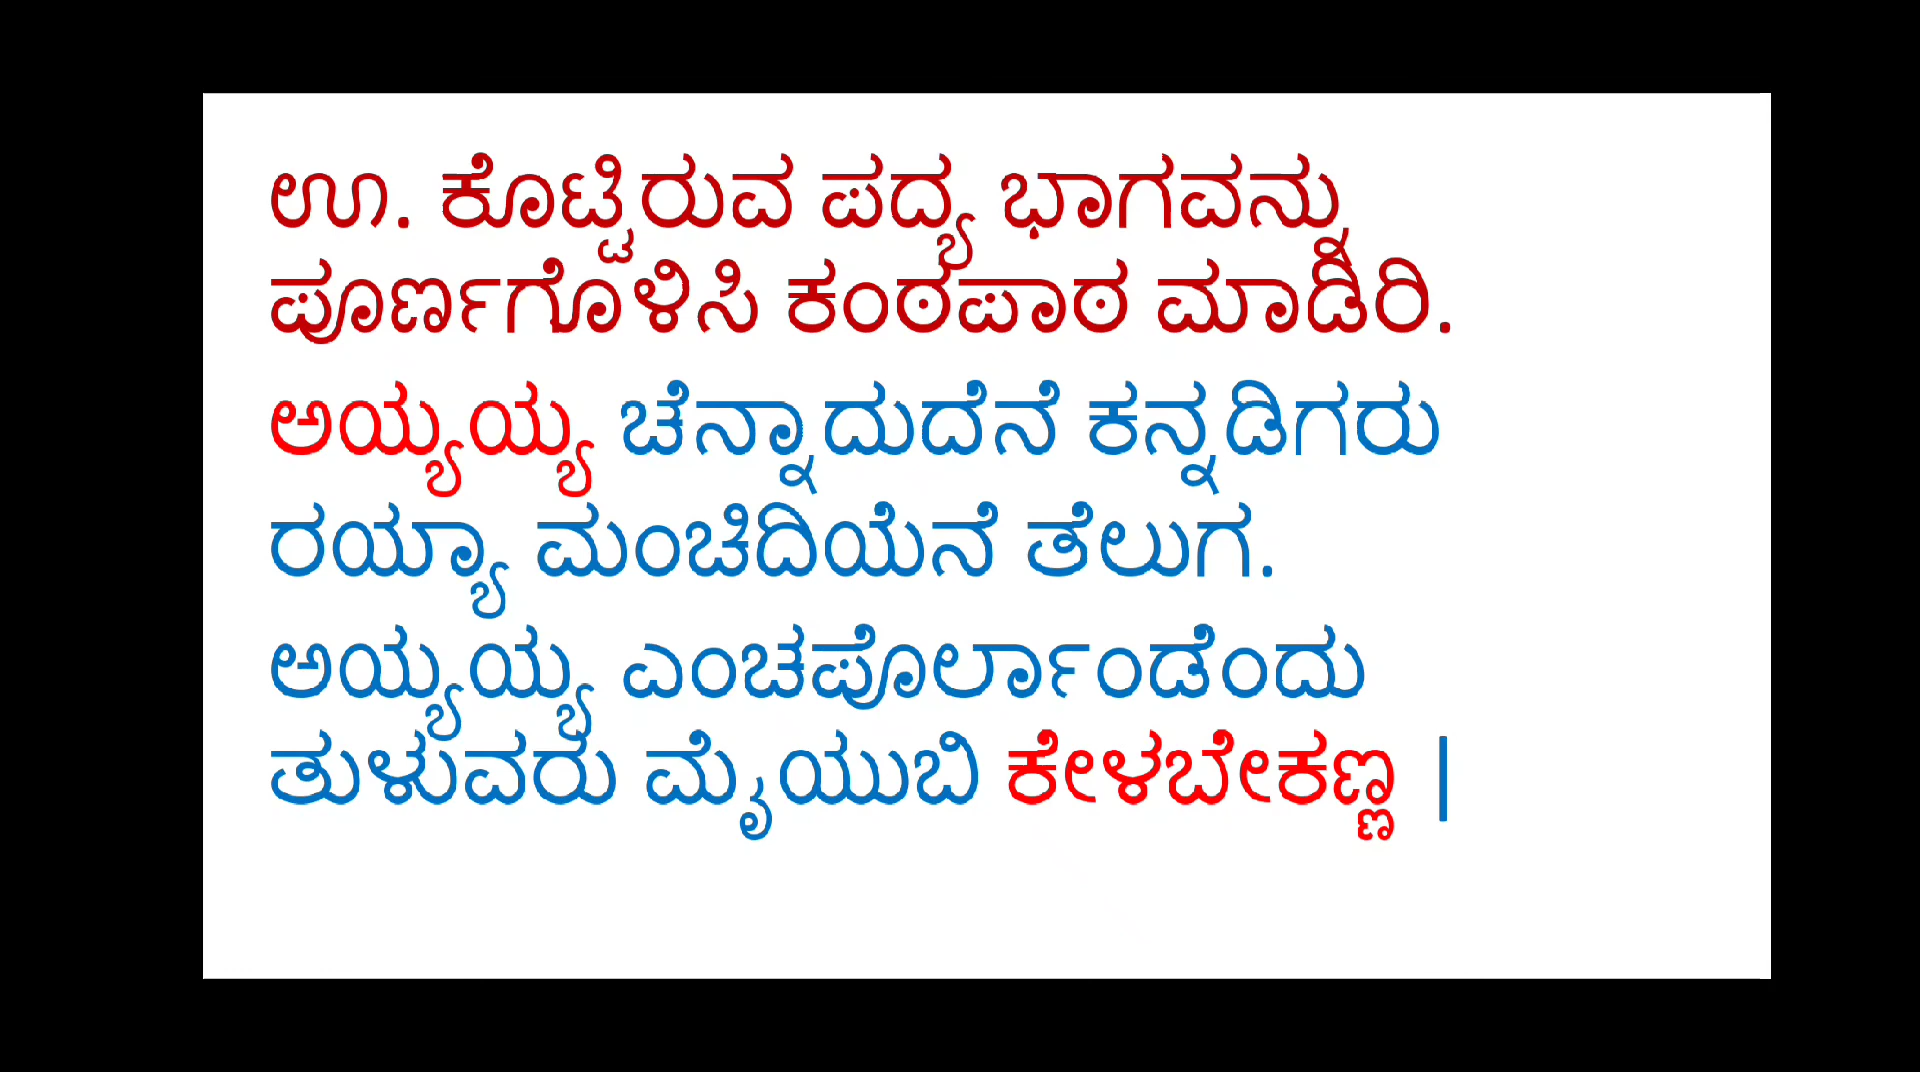 ಉ. ಕೊಟ್ಟಿರುವ ಪದ್ಯ ಭಾಗವನ್ನು
ಪೂರ್ಣಗೊಳಿಸಿ ಕಂಠಪಾಠ ಮಾಡಿರಿ.
ಅಯ್ಯಯ್ಯ ಚೆನ್ನಾದುದೆನೆ ಕನ್ನಡಿಗರು
ರಯ್ಯಾ ಮಂಚಿದಿಯೆನೆ ತೆಲುಗ.
ಅಯ್ಯಯ್ಯ ಎಂಚಪೊರ್ಲಾಂಡೆಂದು
ತುಳುವರು ಮೈಯುಬಿ ಕೇಳಬೇಕಣ್ಣ |